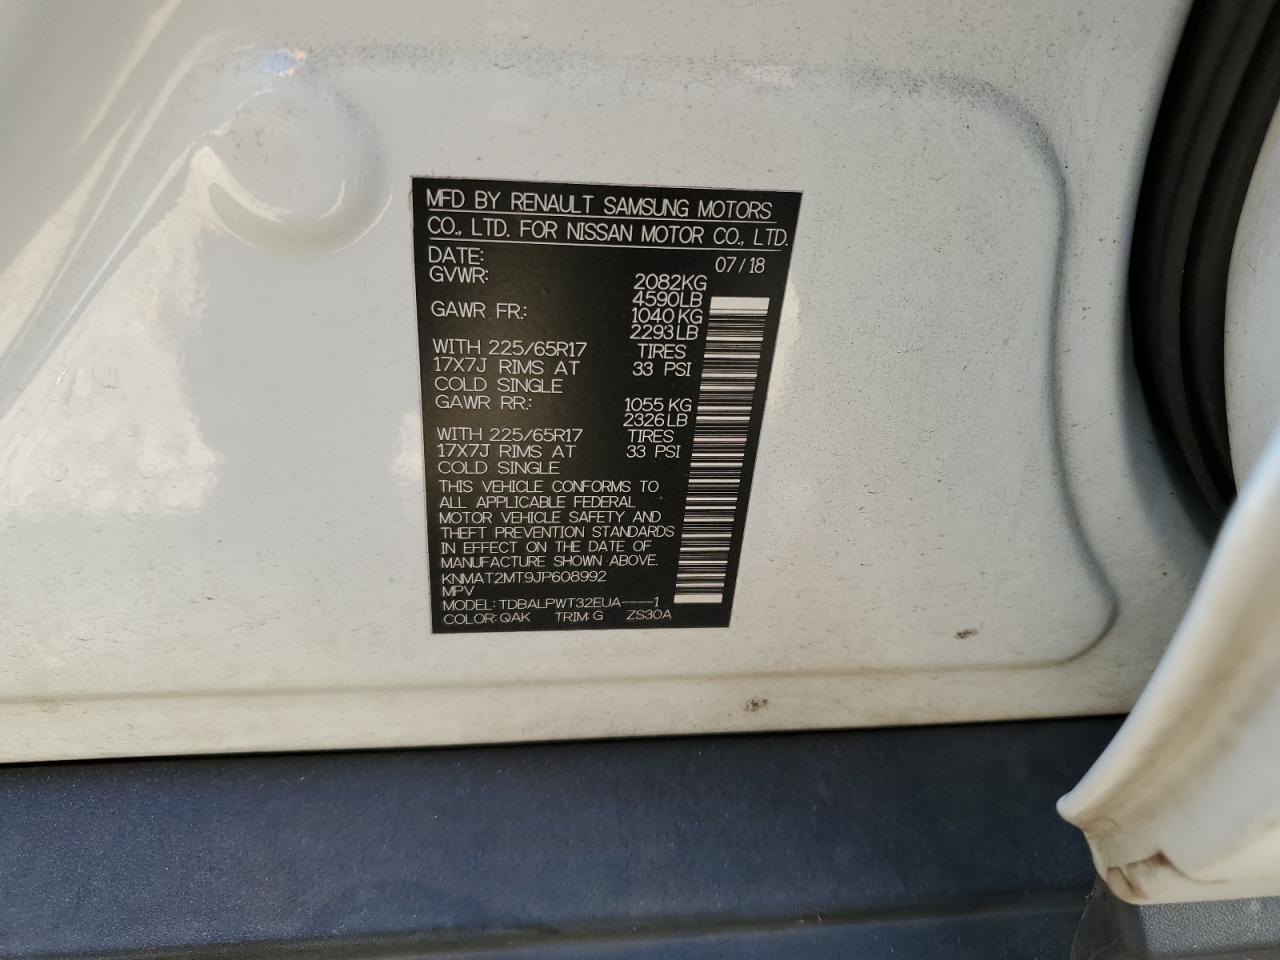 MFD BY RENAULT SAMSUNG MOTORS
CO., LTD. FOR NISSAN MOTOR CO., LTD.
DATE: 07/18
GVWR: 2082KG
4590LB
GAWR FR: 1040KG
2293LB
WITH 225/65R17 TIRES
17X7J RIMS AT 33 PSI
COLD SINGLE
GAWR RR: 1055KG
2326LB
WITH 225/65R17 TIRES
17X7J RIMS AT 33 PSI
COLD SINGLE
THIS VEHICLE CONFORMS TO
ALL APPLICABLE FEDERAL
MOTOR VEHICLE SAFETY AND
THEFT PREVENTION STANDARDS
IN EFFECT ON THE DATE OF
MANUFACTURE SHOWN ABOVE.
KNMAT2MT9JP608992
MPV
MODEL: TDBALPWT32EUA----1
COLOR: QAK TRIM: G ZS30A